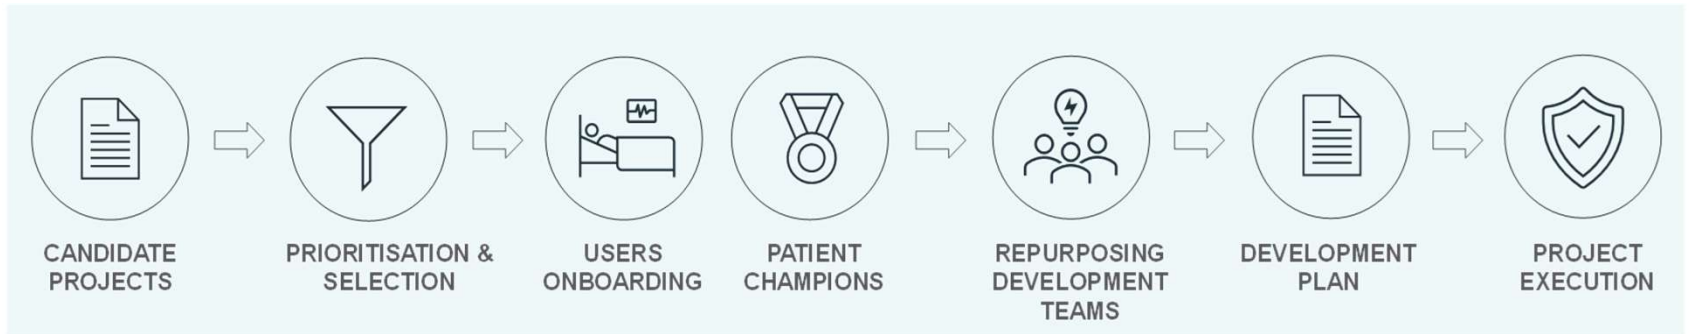 CANDIDATE
PROJECTS
PRIORITISATION &
SELECTION
USERS
ONBOARDING
PATIENT
CHAMPIONS
REPURPOSING
DEVELOPMENT
TEAMS
DEVELOPMENT
PLAN
PROJECT
EXECUTION